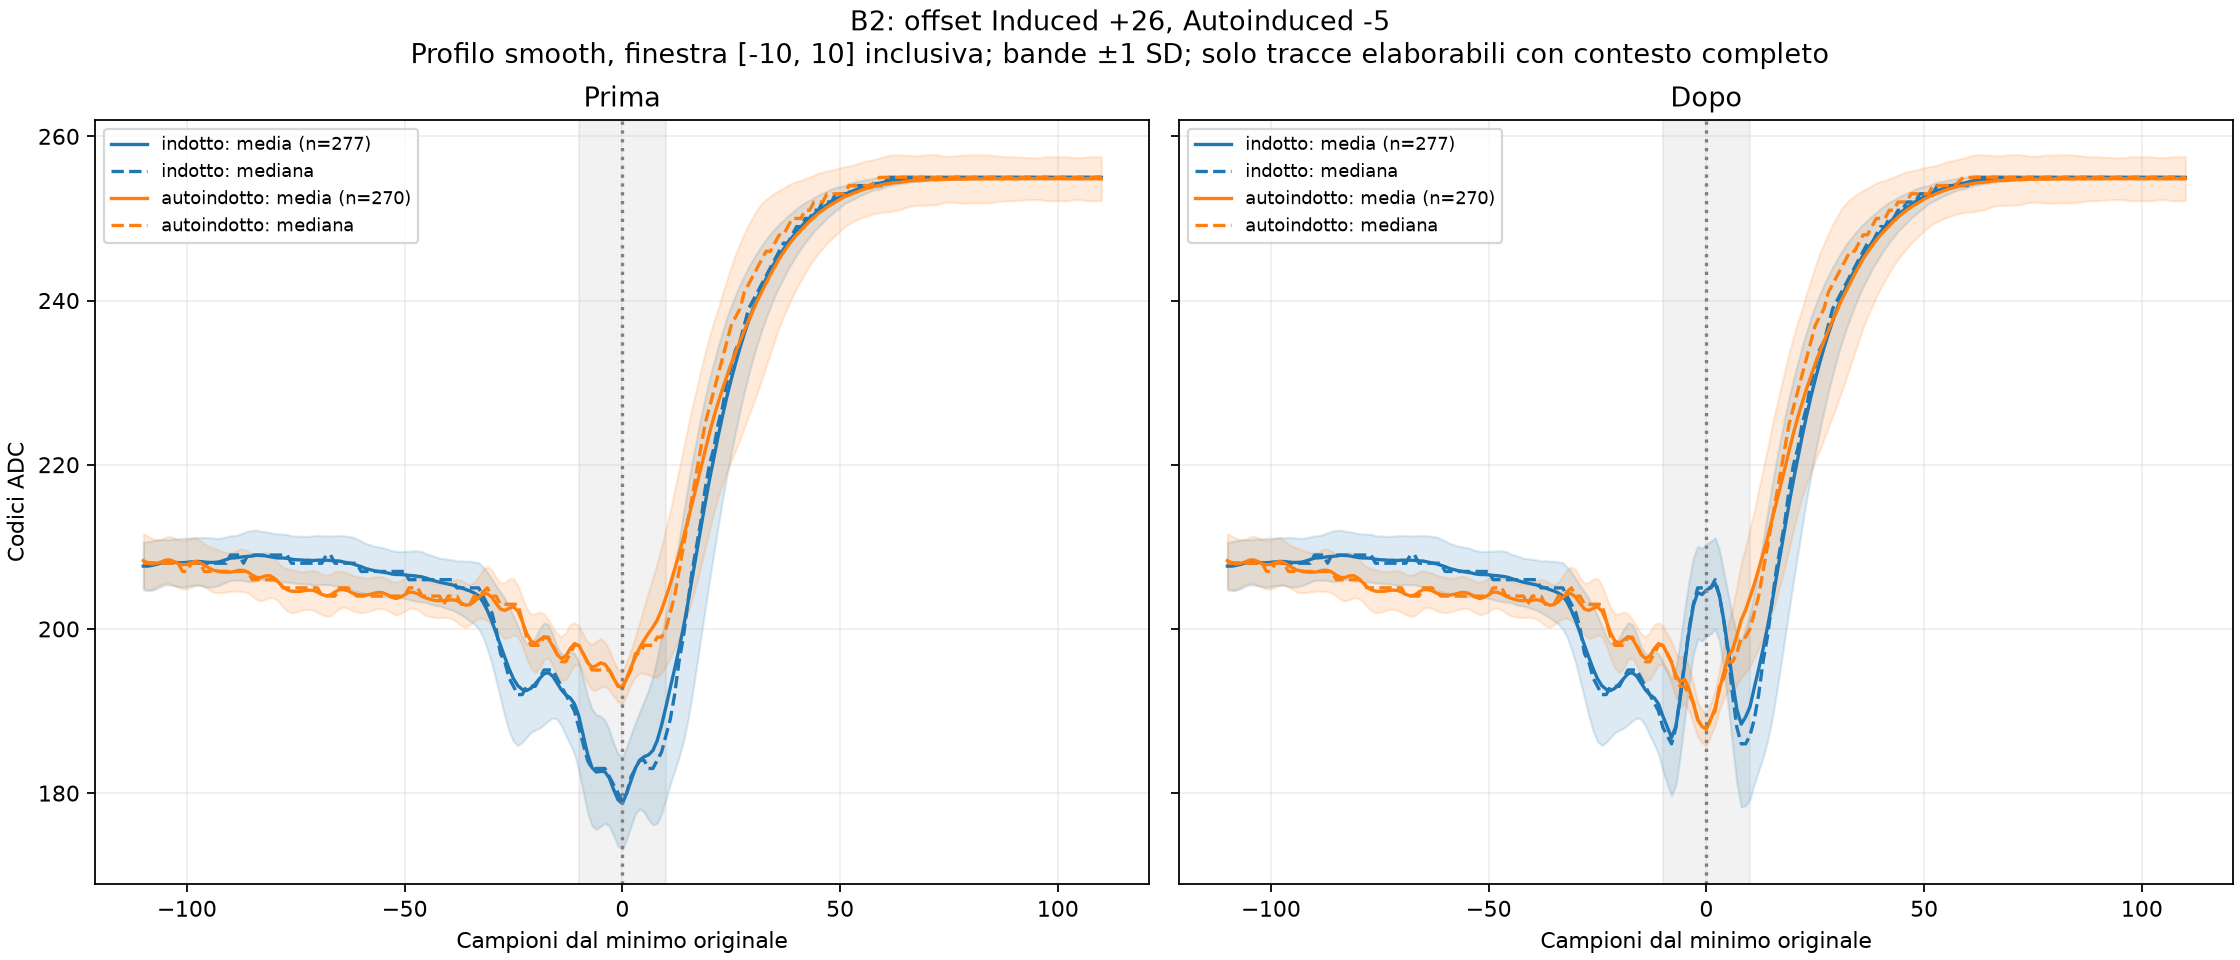 B2: offset Induced +26, Autoinduced -5
Profilo smooth, finestra [-10, 10] inclusiva; bande ±1 SD; solo tracce elaborabili con contesto completo
Prima
indotto: media (n=277)
indotto: mediana
autoindotto: media (n=270)
autoindotto: mediana
260
240
220
200
180
Codici ADC
−100
−50
0
50
100
Campioni dal minimo originale
Dopo
indotto: media (n=277)
indotto: mediana
autoindotto: media (n=270)
autoindotto: mediana
−100
−50
0
50
100
Campioni dal minimo originale